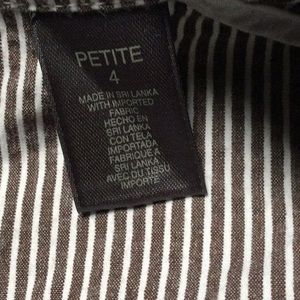 PETITE
4
MADE IN SRI LANKA
WITH IMPORTED
FABRIC
HECHO EN
SRI LANKA
CON TELA
IMPORTADA
FABRIQUÉ A
SRI LANKA
AVEC DU TISSU
IMPORTÉ